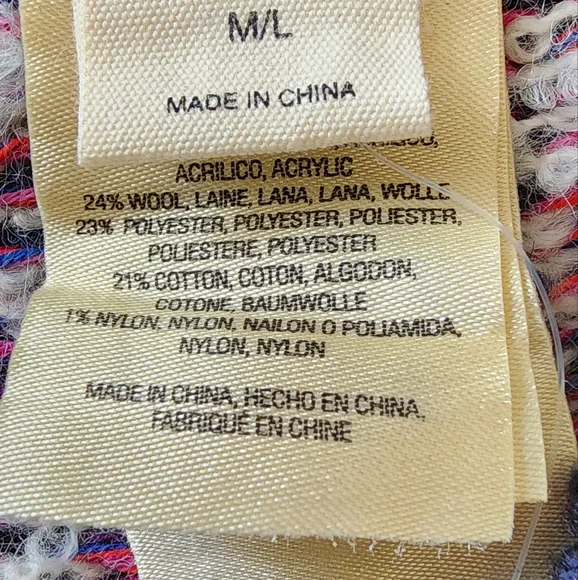 M/L
MADE IN CHINA
ACRILICO, ACRYLIC
24% WOOL, LAINE, LANA, LANA, WOLLE
23% POLYESTER, POLYESTER, POLIESTER,
POLIESTERE, POLYESTER
21% COTTON, COTON, ALGODON,
COTONE, BAUMWOLLE
1% NYLON, NYLON, NAILON O POLIAMIDA,
NYLON, NYLON
MADE IN CHINA, HECHO EN CHINA,
FABRIQUÉ EN CHINE